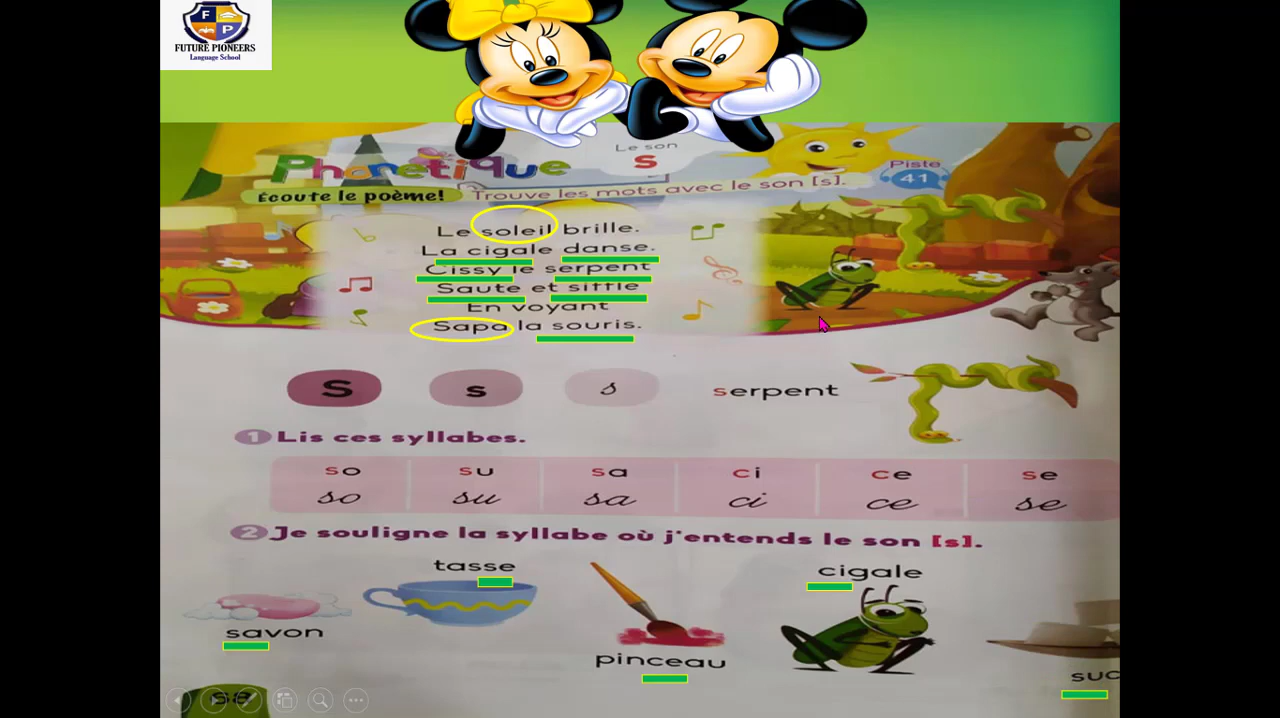 F P
FUTURE PIONEERS
Language School
Le son
s
Phonétique
Piste
41
Écoute le poème! Trouve les mots avec le son [s].
Le soleil brille.
La cigale danse.
Cissy le serpent
Saute et siffle
En voyant
Sapo la souris.
S s s serpent
1 Lis ces syllabes.
so su sa ci ce se
so su sa ci ce se
2 Je souligne la syllabe où j'entends le son [s].
tasse
cigale
savon
pinceau
suc
58